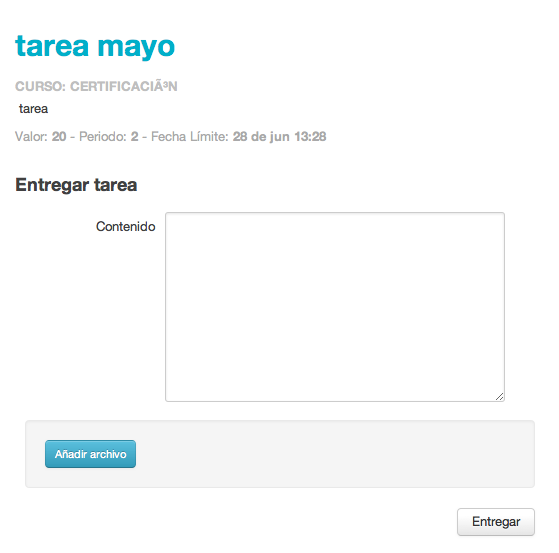 tarea mayo
CURSO: CERTIFICACIÃ³N
tarea
Valor: 20 - Periodo: 2 - Fecha Límite: 28 de jun 13:28
Entregar tarea
Contenido
Añadir archivo
Entregar